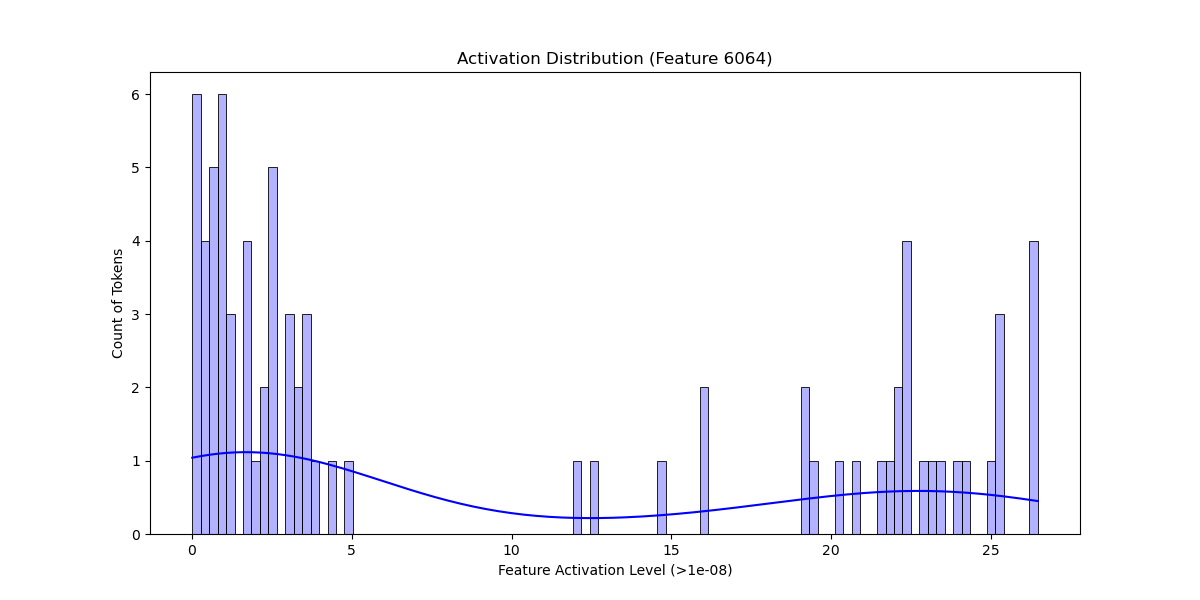 Activation Distribution (Feature 6064)
6
5
4
3
2
1
0
Count of Tokens
0 5 10 15 20 25
Feature Activation Level (>1e-08)